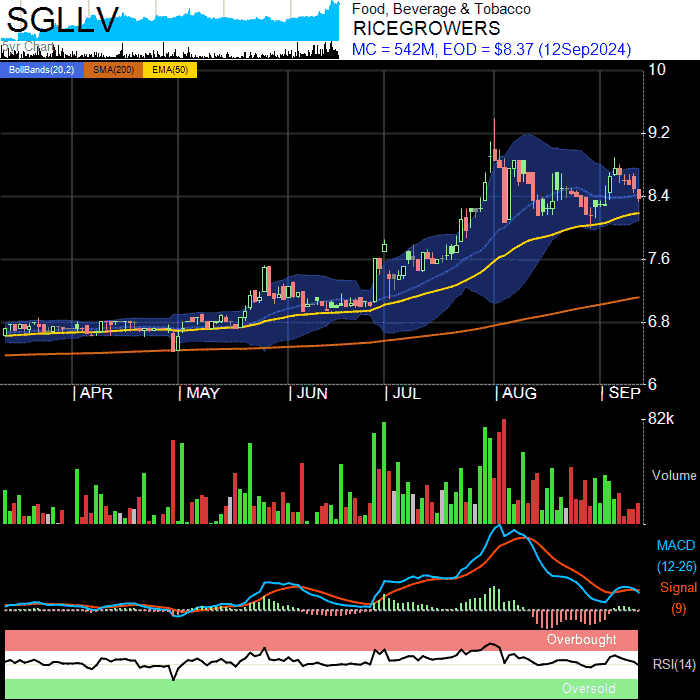 SGLLV
5yr Chart
Food, Beverage & Tobacco
RICEGROWERS
MC = 542M, EOD = $8.37 (12Sep2024)
BollBands(20,2) SMA(200) EMA(50)
10
9.2
8.4
7.6
6.8
6
APR MAY JUN JUL AUG SEP
82k
Volume
MACD
(12-26)
Signal
(9)
Overbought
RSI(14)
Oversold